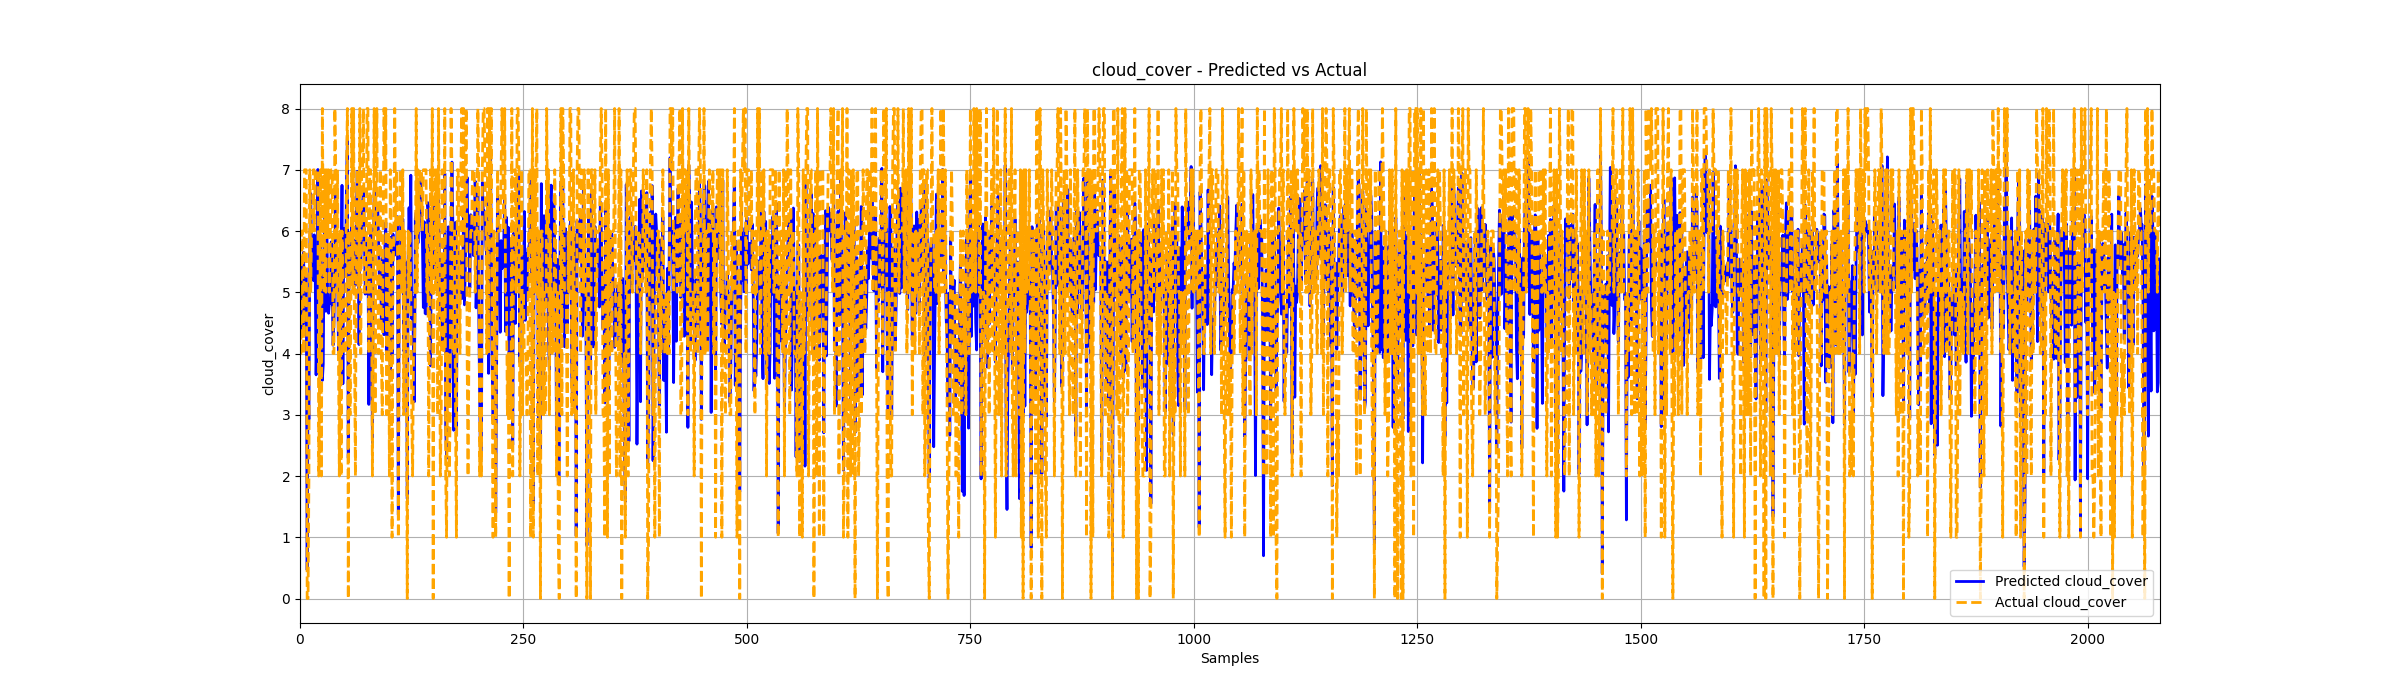 cloud_cover - Predicted vs Actual
cloud_cover
8
7
6
5
4
3
2
1
0
0 250 500 750 1000 1250 1500 1750 2000
Samples
Predicted cloud_cover
Actual cloud_cover